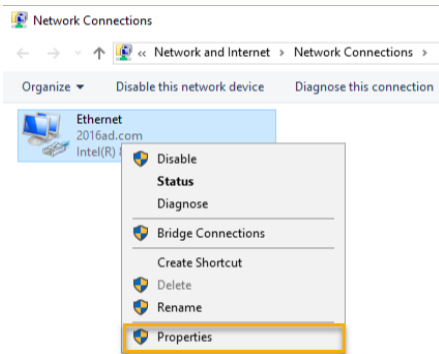 Network Connections
« Network and Internet › Network Connections ›
Organize Disable this network device Diagnose this connection
Ethernet
2016ad.com
Intel(R)
Disable
Status
Diagnose
Bridge Connections
Create Shortcut
Delete
Rename
Properties